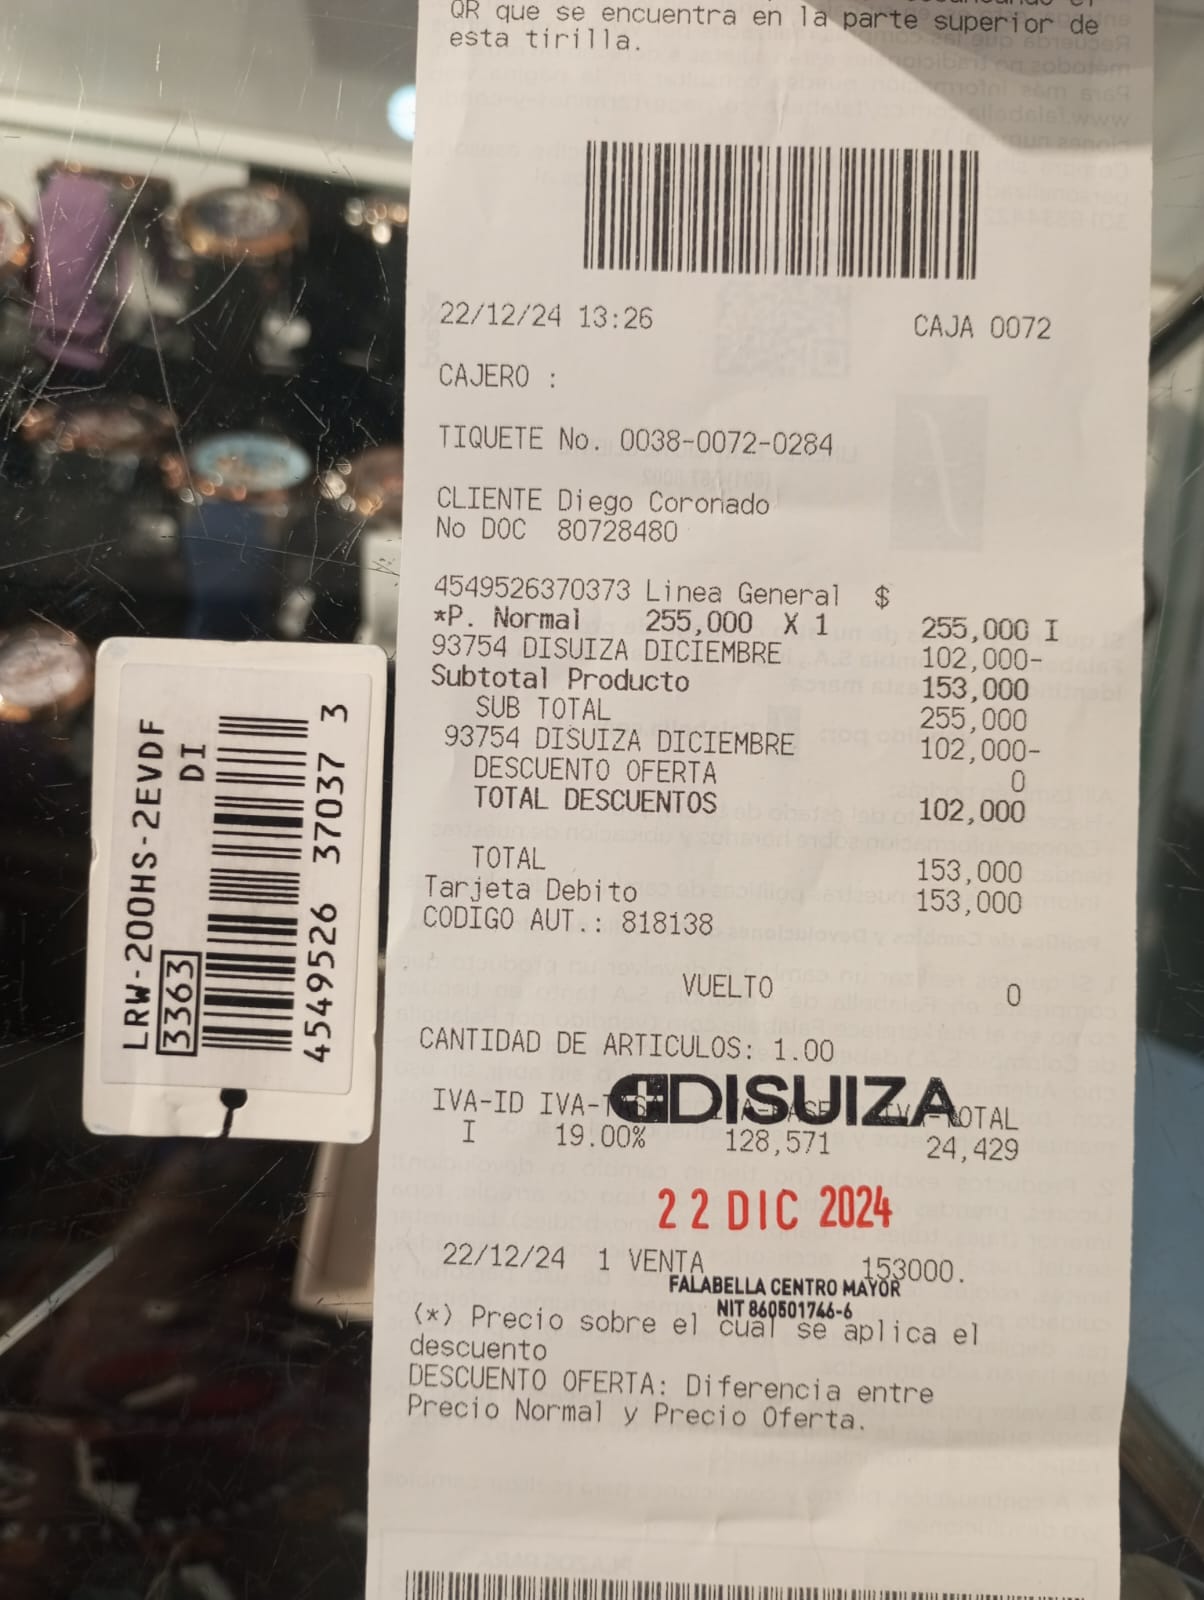 QR que se encuentra en la parte superior de
esta tirilla.
22/12/24 13:26 CAJA 0072
CAJERO :
TIQUETE No. 0038-0072-0284
CLIENTE Diego Coronado
No DOC 80728480
4549526370373 Linea General $
*P. Normal 255,000 X 1 255,000 I
93754 DISUIZA DICIEMBRE 102,000-
Subtotal Producto 153,000
SUB TOTAL 255,000
93754 DISUIZA DICIEMBRE 102,000-
DESCUENTO OFERTA 0
TOTAL DESCUENTOS 102,000
TOTAL 153,000
Tarjeta Debito 153,000
CODIGO AUT.: 818138
VUELTO 0
CANTIDAD DE ARTICULOS: 1.00
DISUIZA
IVA-ID IVA-TASA IVA-BASE IVA-TOTAL
I 19.00% 128,571 24,429
22 DIC 2024
22/12/24 1 VENTA 153000.
FALABELLA CENTRO MAYOR
NIT 860501746-6
(*) Precio sobre el cual se aplica el
descuento
DESCUENTO OFERTA: Diferencia entre
Precio Normal y Precio Oferta.
LRW-200HS-2EVDF
DI
3363
4549526 37037 3